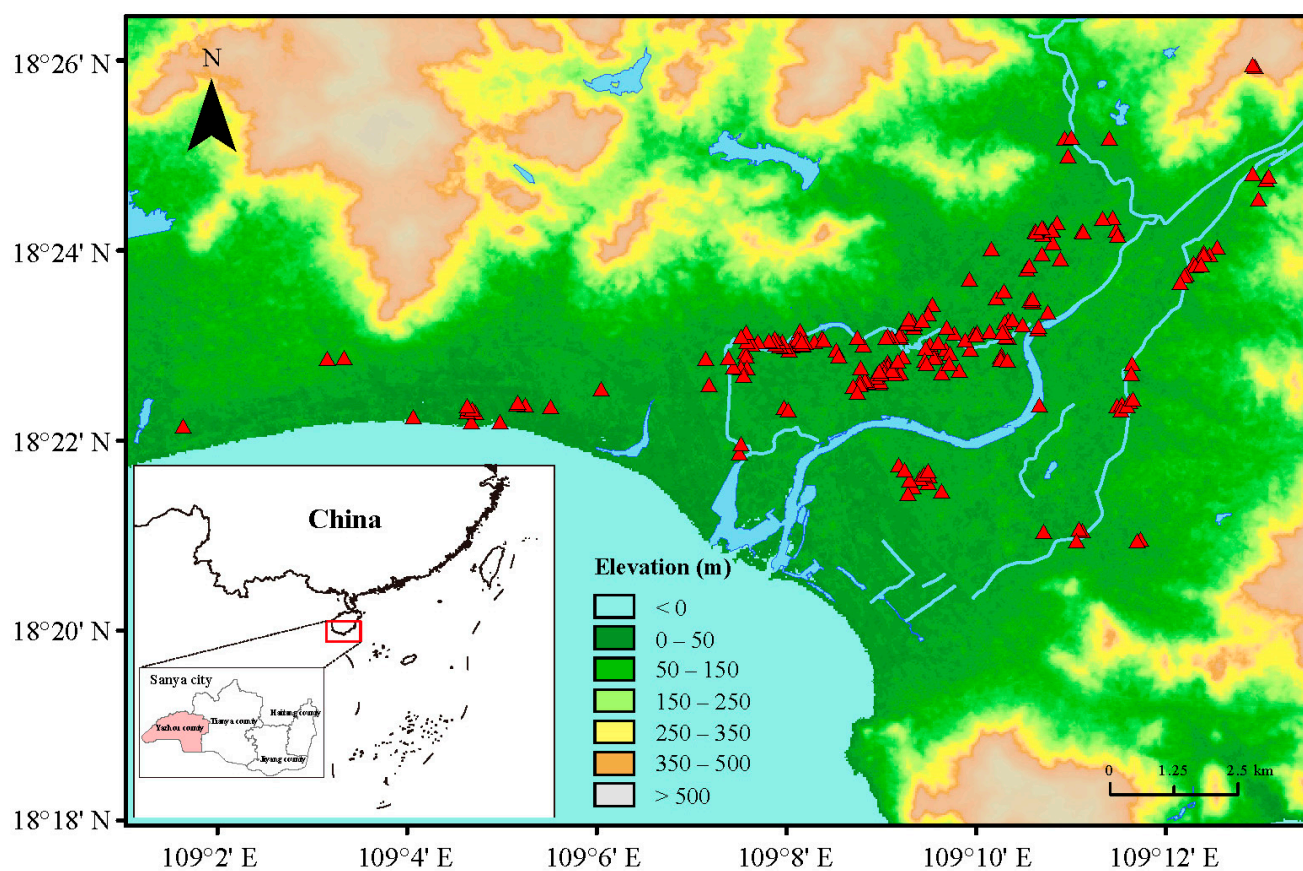 N
18°26' N
18°24' N
18°22' N
18°20' N
18°18' N
China
Sanya city
Yazhou county
Tianya county
Haitang county
Jiyang county
Elevation (m)
< 0
0 – 50
50 – 150
150 – 250
250 – 350
350 – 500
> 500
0 1.25 2.5 km
109°2' E 109°4' E 109°6' E 109°8' E 109°10' E 109°12' E